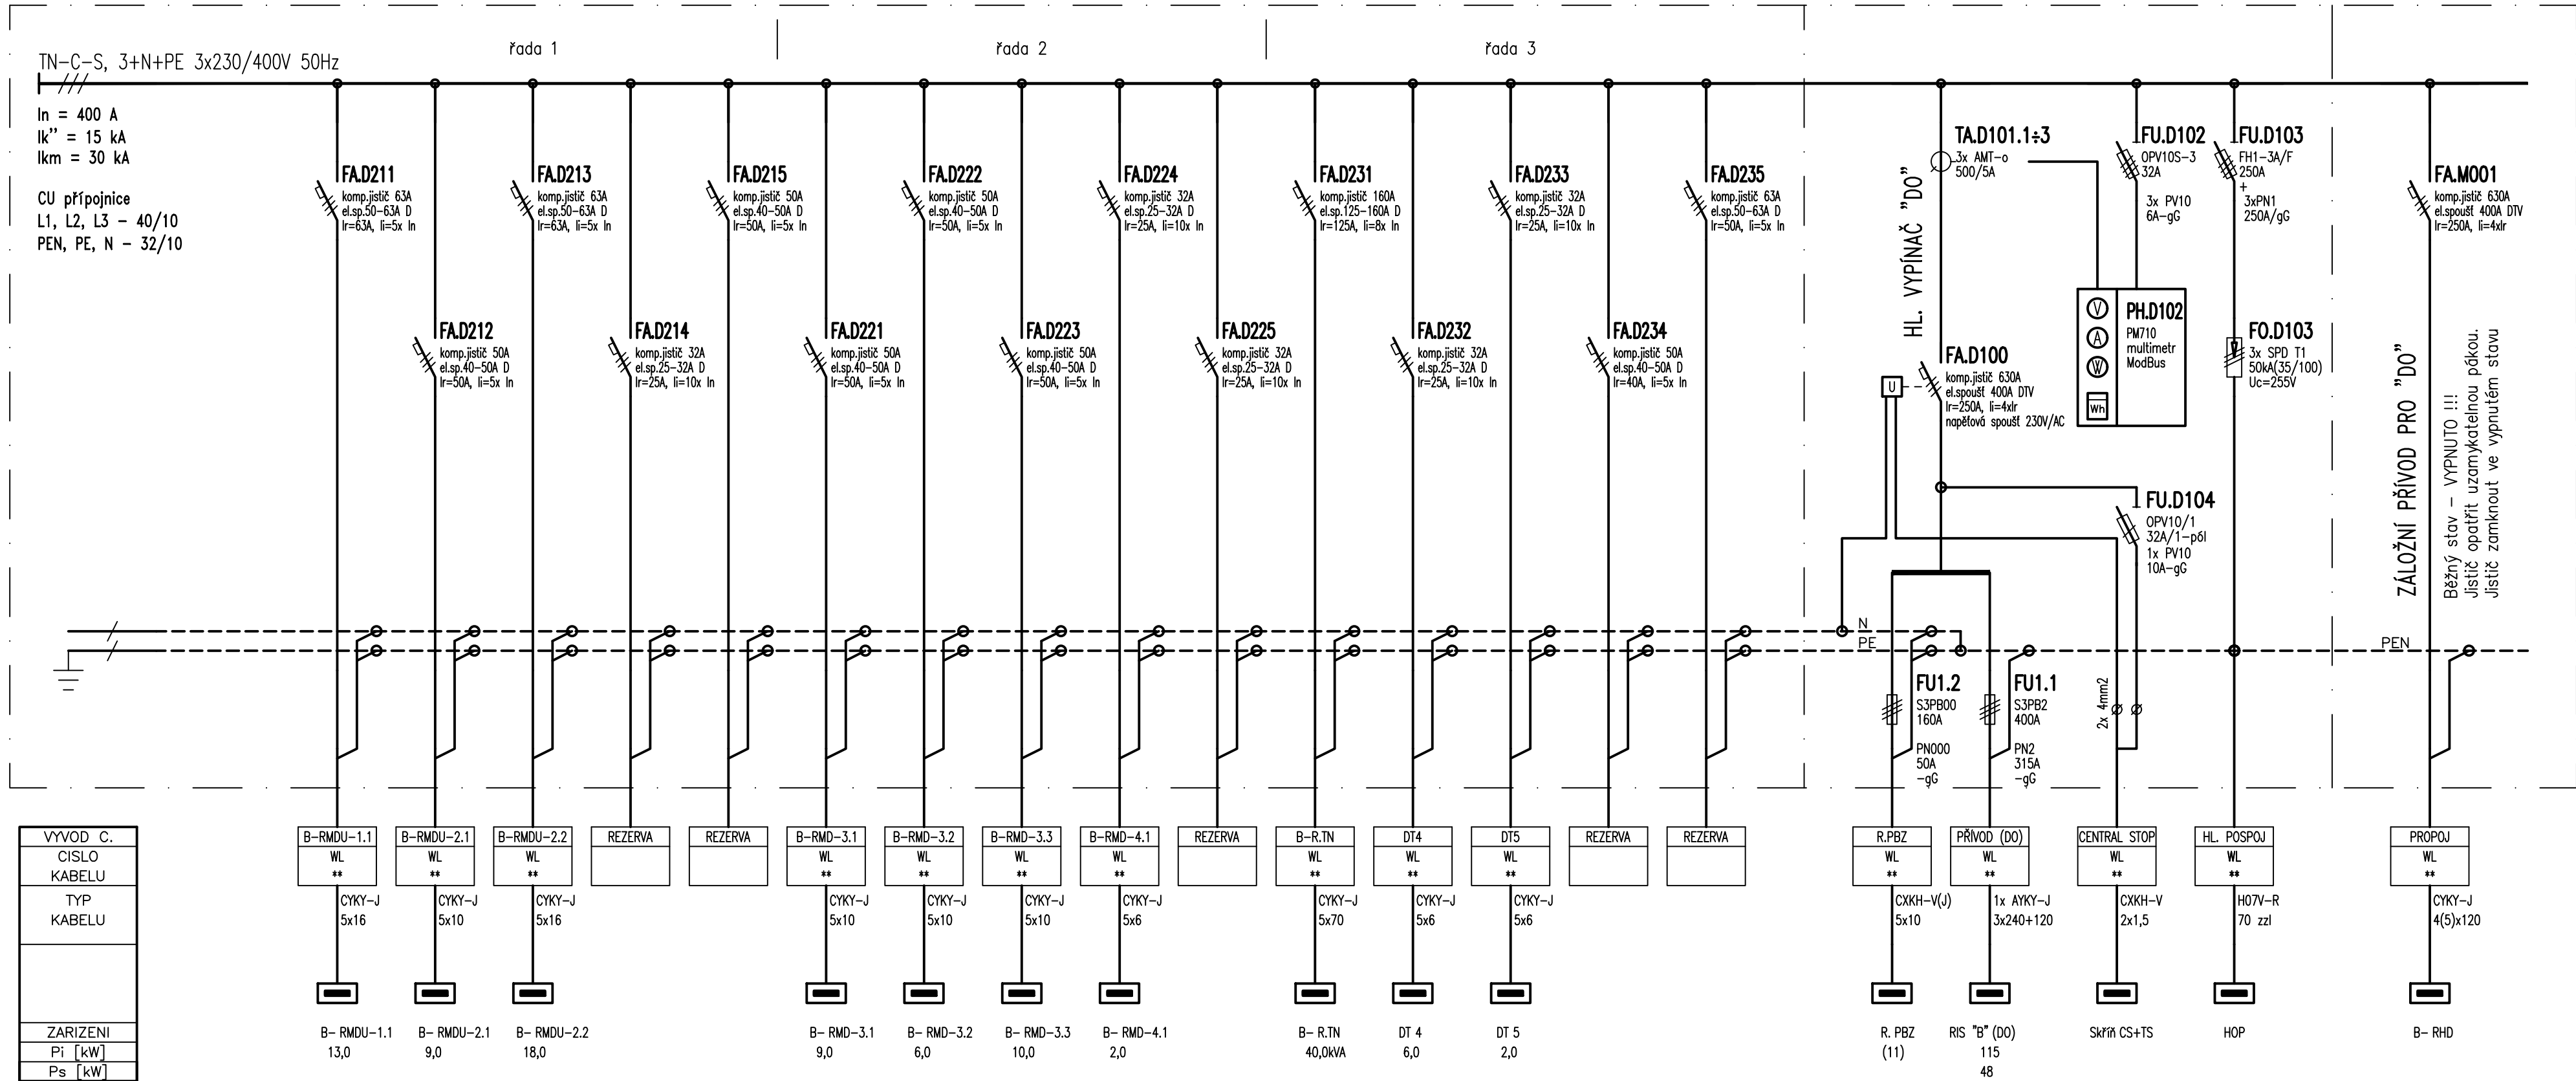 řada 1
řada 2
řada 3
TN-C-S, 3+N+PE 3x230/400V 50Hz
In = 400 A
Ik'' = 15 kA
Ikm = 30 kA
CU přípojnice
L1, L2, L3 - 40/10
PEN, PE, N - 32/10
FA.D211
komp.jistič 63A
el.sp.50-63A D
Ir=63A, Ii=5x In
FA.D213
komp.jistič 63A
el.sp.50-63A D
Ir=63A, Ii=5x In
FA.D215
komp.jistič 50A
el.sp.40-50A D
Ir=50A, Ii=5x In
FA.D222
komp.jistič 50A
el.sp.40-50A D
Ir=50A, Ii=5x In
FA.D224
komp.jistič 32A
el.sp.25-32A D
Ir=25A, Ii=10x In
FA.D231
komp.jistič 160A
el.sp.125-160A D
Ir=125A, Ii=8x In
FA.D233
komp.jistič 32A
el.sp.25-32A D
Ir=25A, Ii=10x In
FA.D235
komp.jistič 63A
el.sp.50-63A D
Ir=50A, Ii=5x In
FA.D212
komp.jistič 50A
el.sp.40-50A D
Ir=50A, Ii=5x In
FA.D214
komp.jistič 32A
el.sp.25-32A D
Ir=25A, Ii=10x In
FA.D221
komp.jistič 50A
el.sp.40-50A D
Ir=50A, Ii=5x In
FA.D223
komp.jistič 50A
el.sp.40-50A D
Ir=50A, Ii=5x In
FA.D225
komp.jistič 32A
el.sp.25-32A D
Ir=25A, Ii=10x In
FA.D232
komp.jistič 32A
el.sp.25-32A D
Ir=25A, Ii=10x In
FA.D234
komp.jistič 50A
el.sp.40-50A D
Ir=40A, Ii=5x In
HL. VYPÍNAČ "DO"
TA.D101.1÷3
3x AMT-o
500/5A
FU.D102
OPV10S-3
32A
3x PV10
6A-gG
FU.D103
FH1-3A/F
250A
+
3xPN1
250A/gG
FA.M001
komp.jistič 630A
el.spoušť 400A DTV
Ir=250A, Ii=4xIr
U
FA.D100
komp.jistič 630A
el.spoušť 400A DTV
Ir=250A, Ii=4xIr
napěťová spoušť 230V/AC
V
A
W
Wh
PH.D102
PM710
multimetr
ModBus
FO.D103
3x SPD T1
50kA(35/100)
Uc=255V
ZÁLOŽNÍ PŘÍVOD PRO "DO"
Běžný stav - VYPNUTO !!!
Jistič opatřit uzamykatelnou pákou.
Jistič zamknout ve vypnutém stavu
FU.D104
OPV10/1
32A/1-pól
1x PV10
10A-gG
N
PE
PEN
FU1.2
S3PB00
160A
PN000
50A
-gG
FU1.1
S3PB2
400A
PN2
315A
-gG
2x 4mm2
VYVOD C. B-RMDU-1.1 B-RMDU-2.1 B-RMDU-2.2 REZERVA REZERVA B-RMD-3.1 B-RMD-3.2 B-RMD-3.3 B-RMD-4.1 REZERVA B-R.TN DT4 DT5 REZERVA REZERVA R.PBZ PŘÍVOD (DO) CENTRAL STOP HL. POSPOJ PROPOJ
CISLO WL WL WL WL WL WL WL WL WL WL WL WL WL WL WL
KABELU ** ** ** ** ** ** ** ** ** ** ** ** ** ** **
TYP CYKY-J CYKY-J CYKY-J CYKY-J CYKY-J CYKY-J CYKY-J CYKY-J CYKY-J CYKY-J CXKH-V(J) 1x AYKY-J CXKH-V H07V-R CYKY-J
KABELU 5x16 5x10 5x16 5x10 5x10 5x10 5x6 5x70 5x6 5x6 5x10 3x240+120 2x1,5 70 zzl 4(5)x120
ZARIZENI B- RMDU-1.1 B- RMDU-2.1 B- RMDU-2.2 B- RMD-3.1 B- RMD-3.2 B- RMD-3.3 B- RMD-4.1 B- R.TN DT 4 DT 5 R. PBZ RIS "B" (DO) Skříň CS+TS HOP B- RHD
Pi [kW] 13,0 9,0 18,0 9,0 6,0 10,0 2,0 40,0kVA 6,0 2,0 (11) 115
Ps [kW] 48